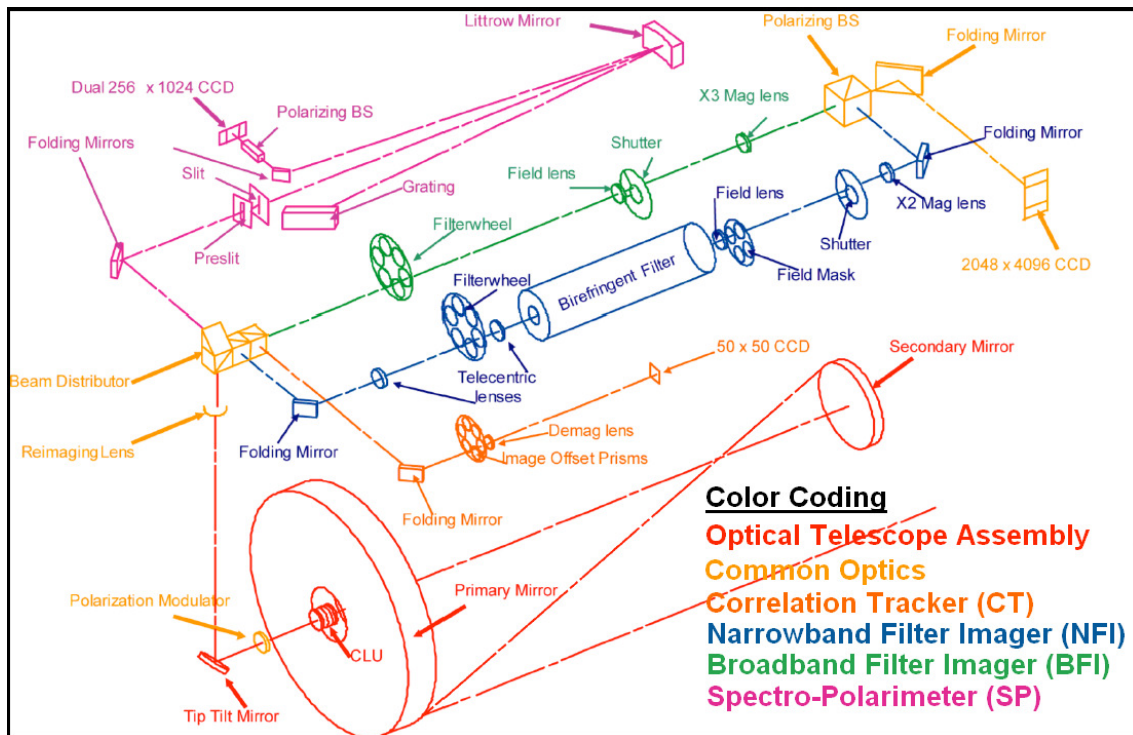 Littrow Mirror
Polarizing BS
Folding Mirror
Dual 256 x 1024 CCD
Polarizing BS
X3 Mag lens
Folding Mirrors
Shutter
Folding Mirror
Slit
Field lens
Grating
Field lens
X2 Mag lens
Preslit
Filterwheel
Shutter
Field Mask
2048 x 4096 CCD
Filterwheel
Birefringent Filter
50 x 50 CCD
Secondary Mirror
Beam Distributor
Telecentric
lenses
Reimaging Lens
Folding Mirror
Demag lens
Image Offset Prisms
Folding Mirror
Color Coding
Optical Telescope Assembly
Common Optics
Correlation Tracker (CT)
Narrowband Filter Imager (NFI)
Broadband Filter Imager (BFI)
Spectro-Polarimeter (SP)
Polarization Modulator
Primary Mirror
CLU
Tip Tilt Mirror